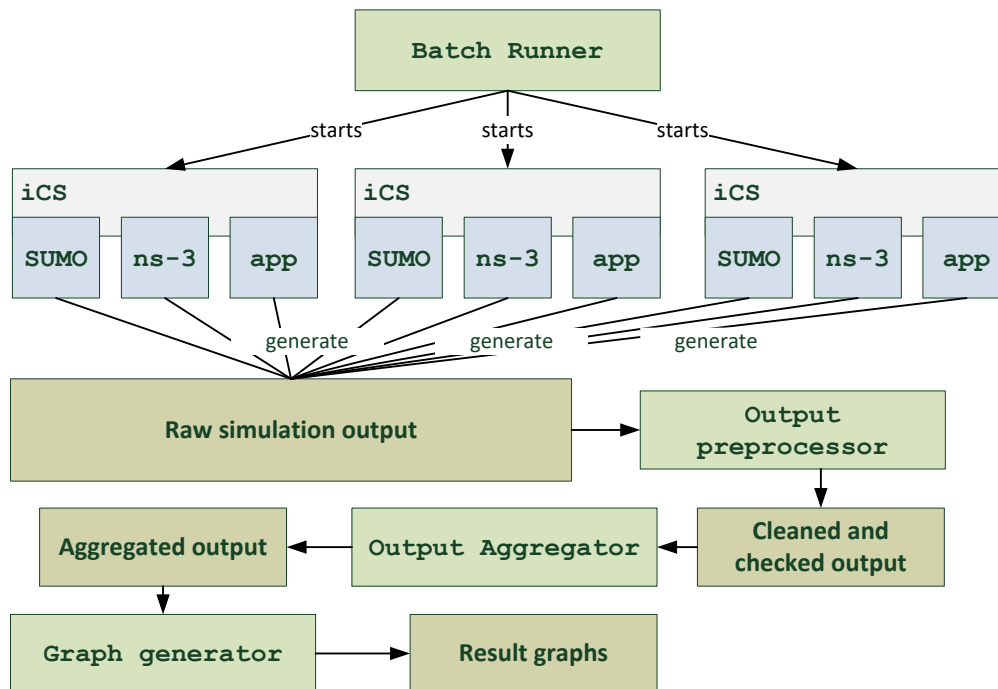 Batch Runner
starts
starts
starts
iCS
iCS
iCS
SUMO
ns-3
app
SUMO
ns-3
app
SUMO
ns-3
app
generate
generate
generate
Raw simulation output
Output
preprocessor
Aggregated output
Output Aggregator
Cleaned and
checked output
Graph generator
Result graphs